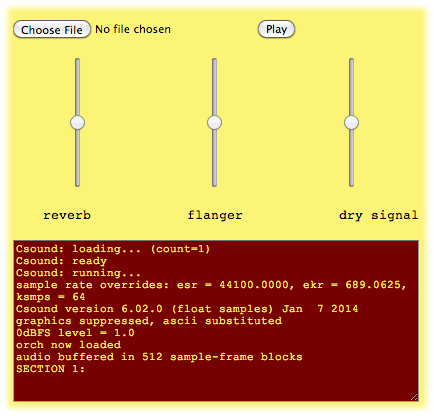 Choose File No file chosen Play
reverb flanger dry signal
Csound: loading... (count=1)
Csound: ready
Csound: running...
sample rate overrides: esr = 44100.0000, ekr = 689.0625,
ksmps = 64
Csound version 6.02.0 (float samples) Jan  7 2014
graphics suppressed, ascii substituted
0dBFS level = 1.0
orch now loaded
audio buffered in 512 sample-frame blocks
SECTION 1: